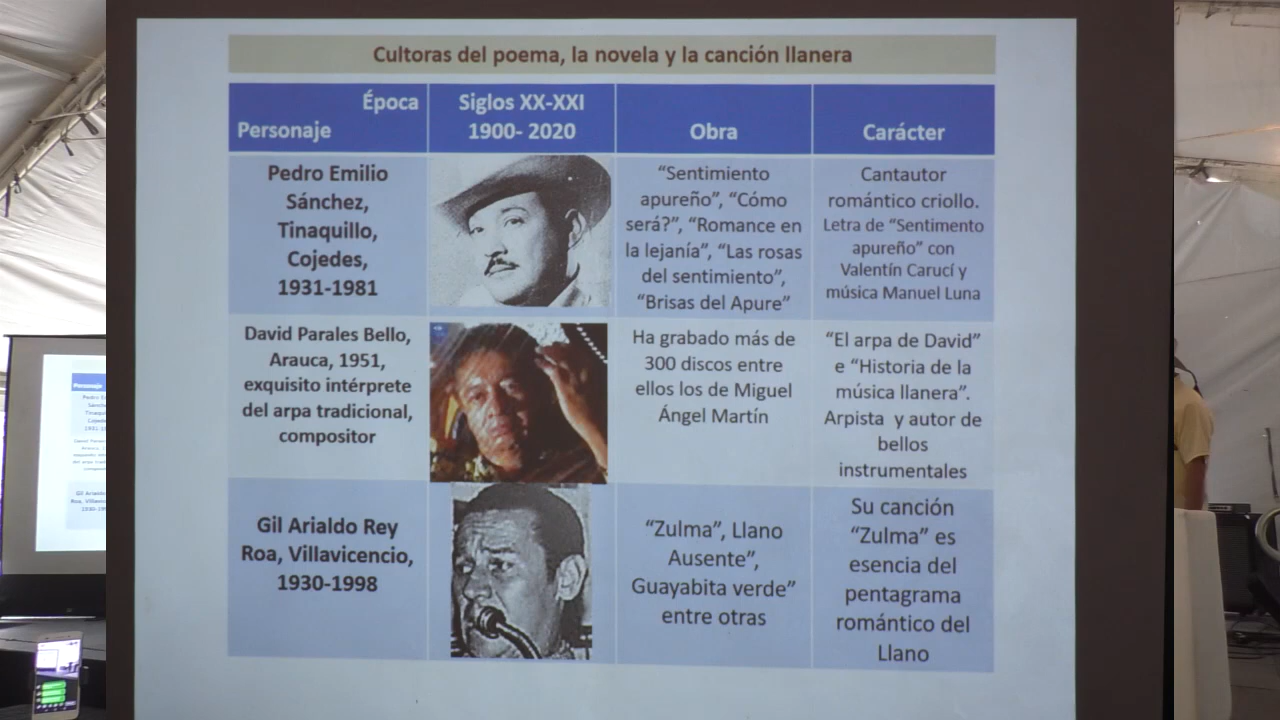 Cultoras del poema, la novela y la canción llanera
Época
Personaje
Siglos XX-XXI
1900- 2020
Obra
Carácter
Pedro Emilio
Sánchez,
Tinaquillo,
Cojedes,
1931-1981
“Sentimiento
apureño”, “Cómo
será?”, “Romance en
la lejanía”, “Las rosas
del sentimiento”,
“Brisas del Apure”
Cantautor
romántico criollo.
Letra de “Sentimento
apureño” con
Valentín Carucí y
música Manuel Luna
David Parales Bello,
Arauca, 1951,
exquisito intérprete
del arpa tradicional,
compositor
Ha grabado más de
300 discos entre
ellos los de Miguel
Ángel Martín
“El arpa de David”
e “Historia de la
música llanera”.
Arpista y autor de
bellos
instrumentales
Gil Arialdo Rey
Roa, Villavicencio,
1930-1998
“Zulma”, Llano
Ausente”,
Guayabita verde”
entre otras
Su canción
“Zulma” es
esencia del
pentagrama
romántico del
Llano
Personaje